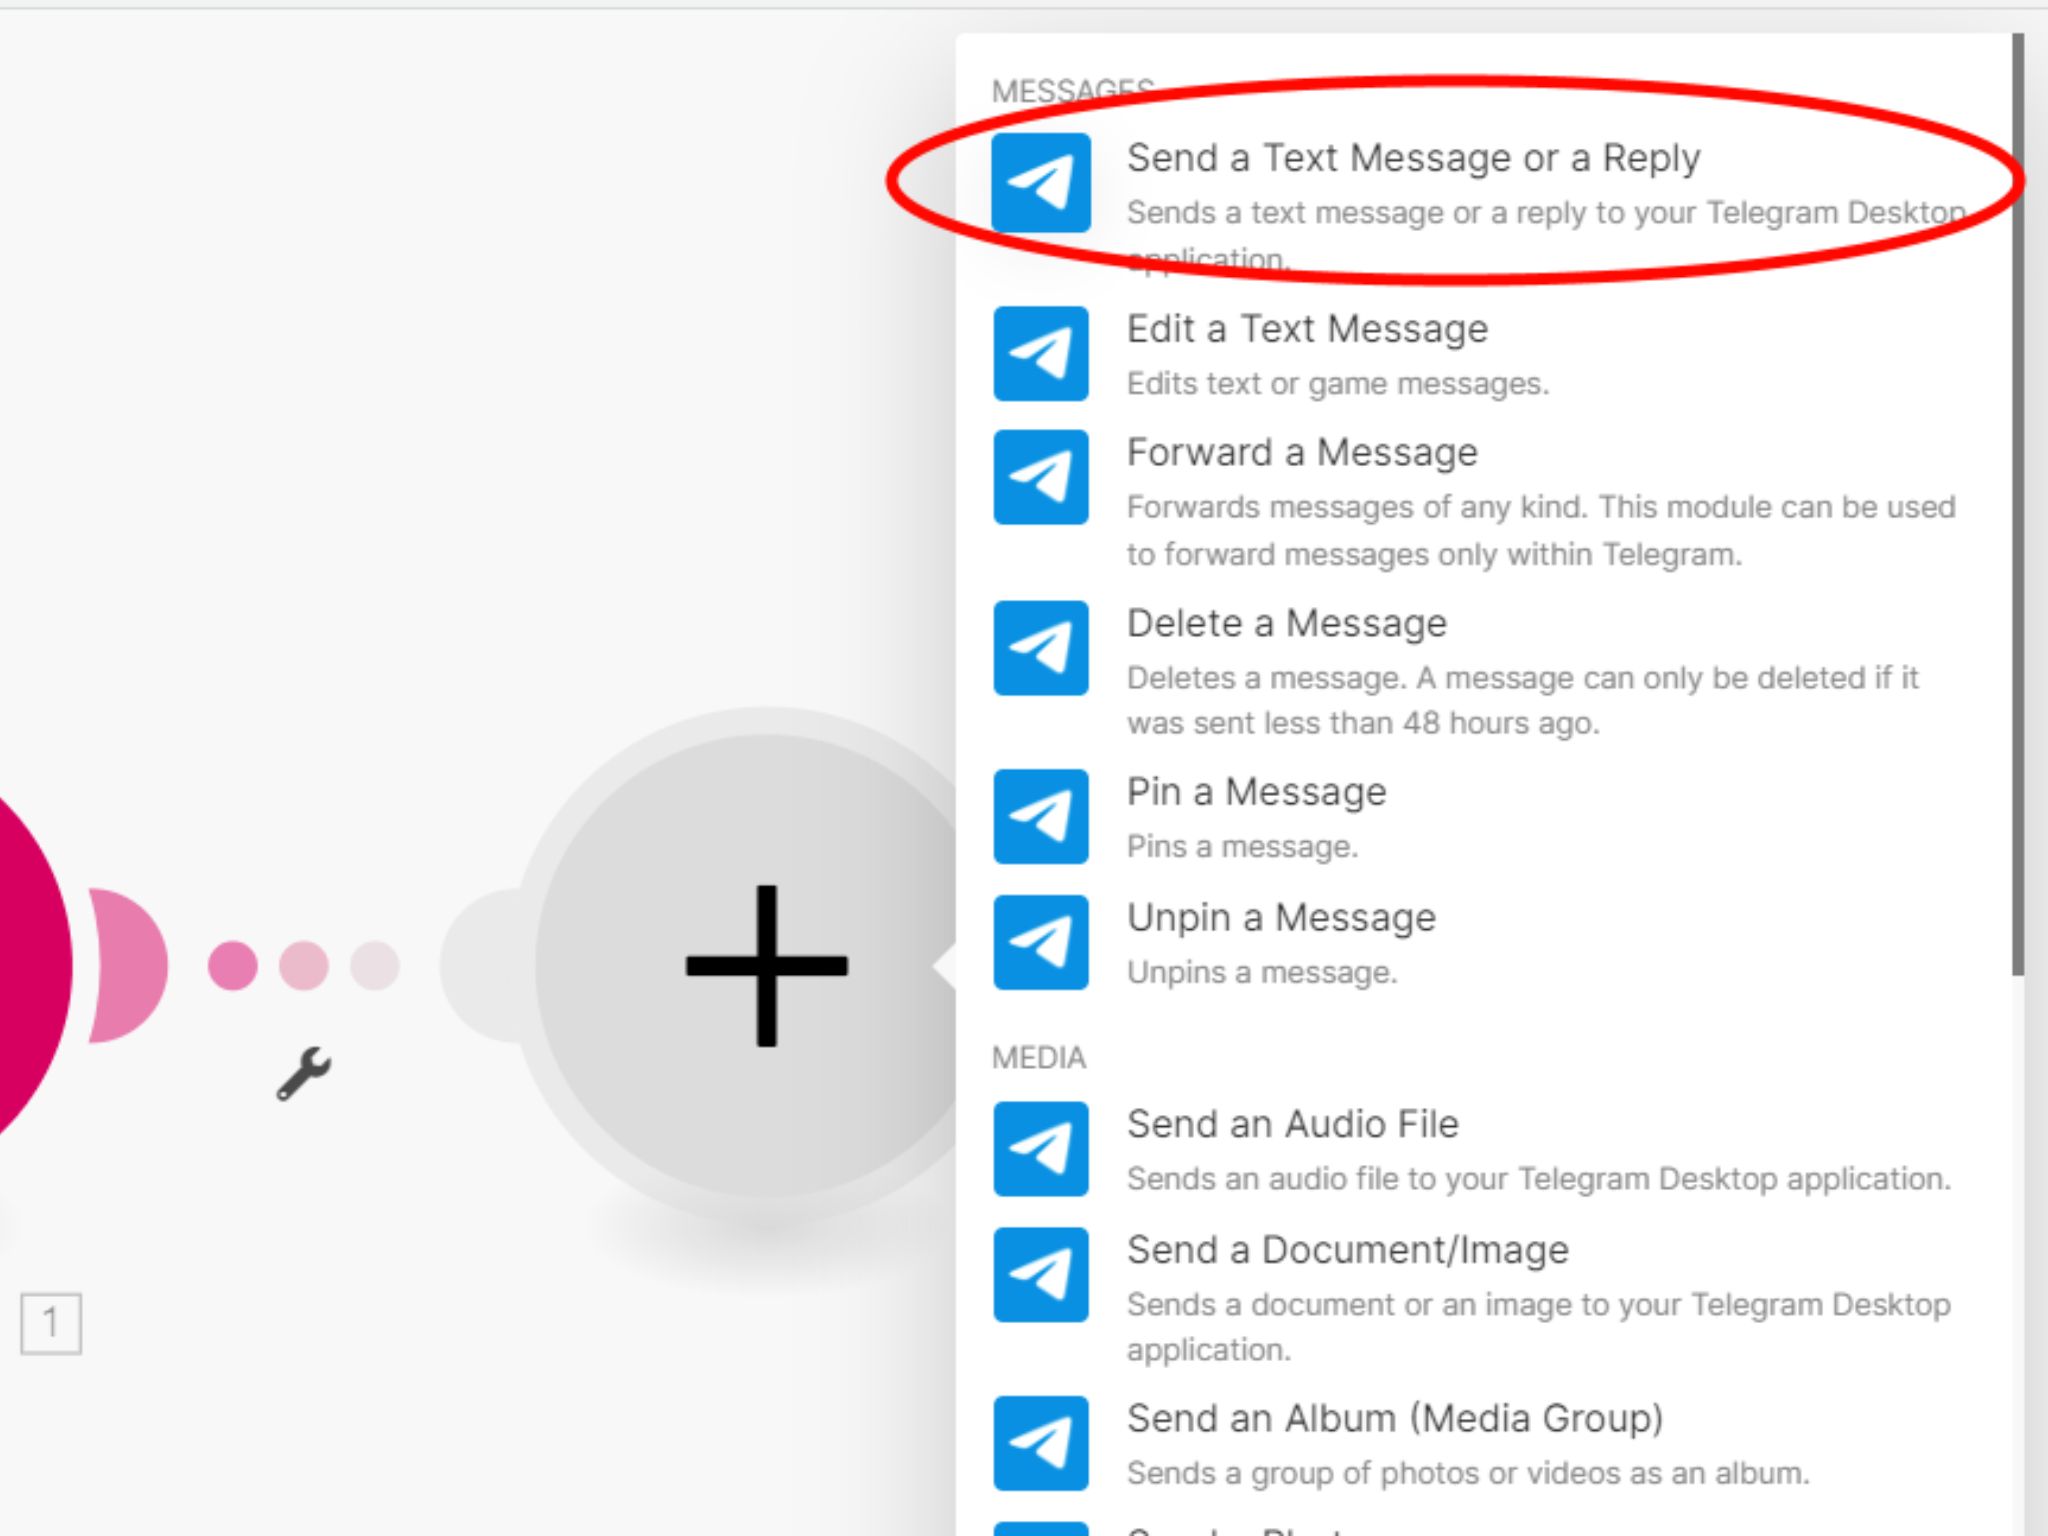 MESSAGES
Send a Text Message or a Reply
Sends a text message or a reply to your Telegram Desktop
application.
Edit a Text Message
Edits text or game messages.
Forward a Message
Forwards messages of any kind. This module can be used
to forward messages only within Telegram.
Delete a Message
Deletes a message. A message can only be deleted if it
was sent less than 48 hours ago.
Pin a Message
Pins a message.
Unpin a Message
Unpins a message.
MEDIA
Send an Audio File
Sends an audio file to your Telegram Desktop application.
Send a Document/Image
Sends a document or an image to your Telegram Desktop
application.
Send an Album (Media Group)
Sends a group of photos or videos as an album.
1